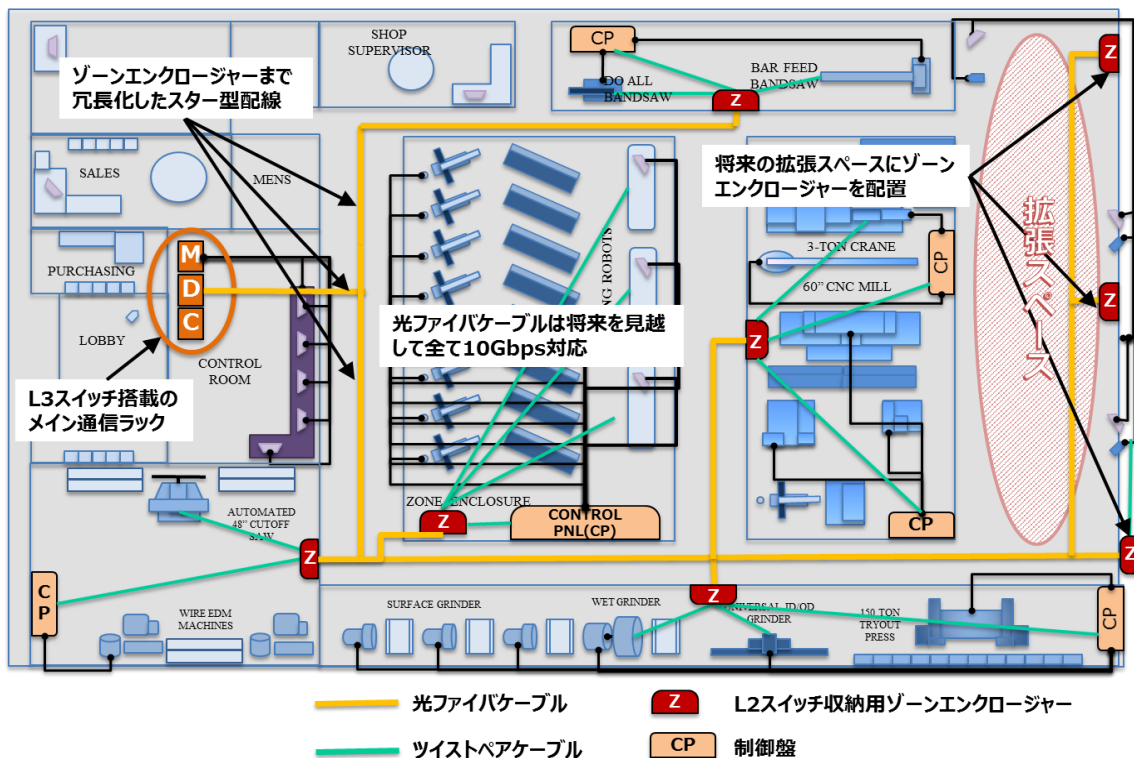 SHOP
SUPERVISOR
ゾーンエンクロージャーまで
冗長化したスター型配線
CP
DO ALL
BANDSAW
BAR FEED
BANDSAW
Z
Z
SALES
MENS
将来の拡張スペースにゾーン
エンクロージャーを配置
拡張スペース
PURCHASING
M
D
C
LOBBY
CONTROL
ROOM
L3スイッチ搭載の
メイン通信ラック
光ファイバケーブルは将来を見越
して全て10Gbps対応
NG ROBOTS
3-TON CRANE
60" CNC MILL
CP
Z
Z
ZONE ENCLOSURE
Z
CONTROL
PNL(CP)
CP
AUTOMATED
48" CUTOFF
SAW
Z
Z
CP
WIRE EDM
MACHINES
SURFACE GRINDER
WET GRINDER
Z
UNIVERSAL ID/OD
GRINDER
150 TON
TRYOUT
PRESS
CP
光ファイバケーブル
Z
L2スイッチ収納用ゾーンエンクロージャー
ツイストペアケーブル
CP
制御盤